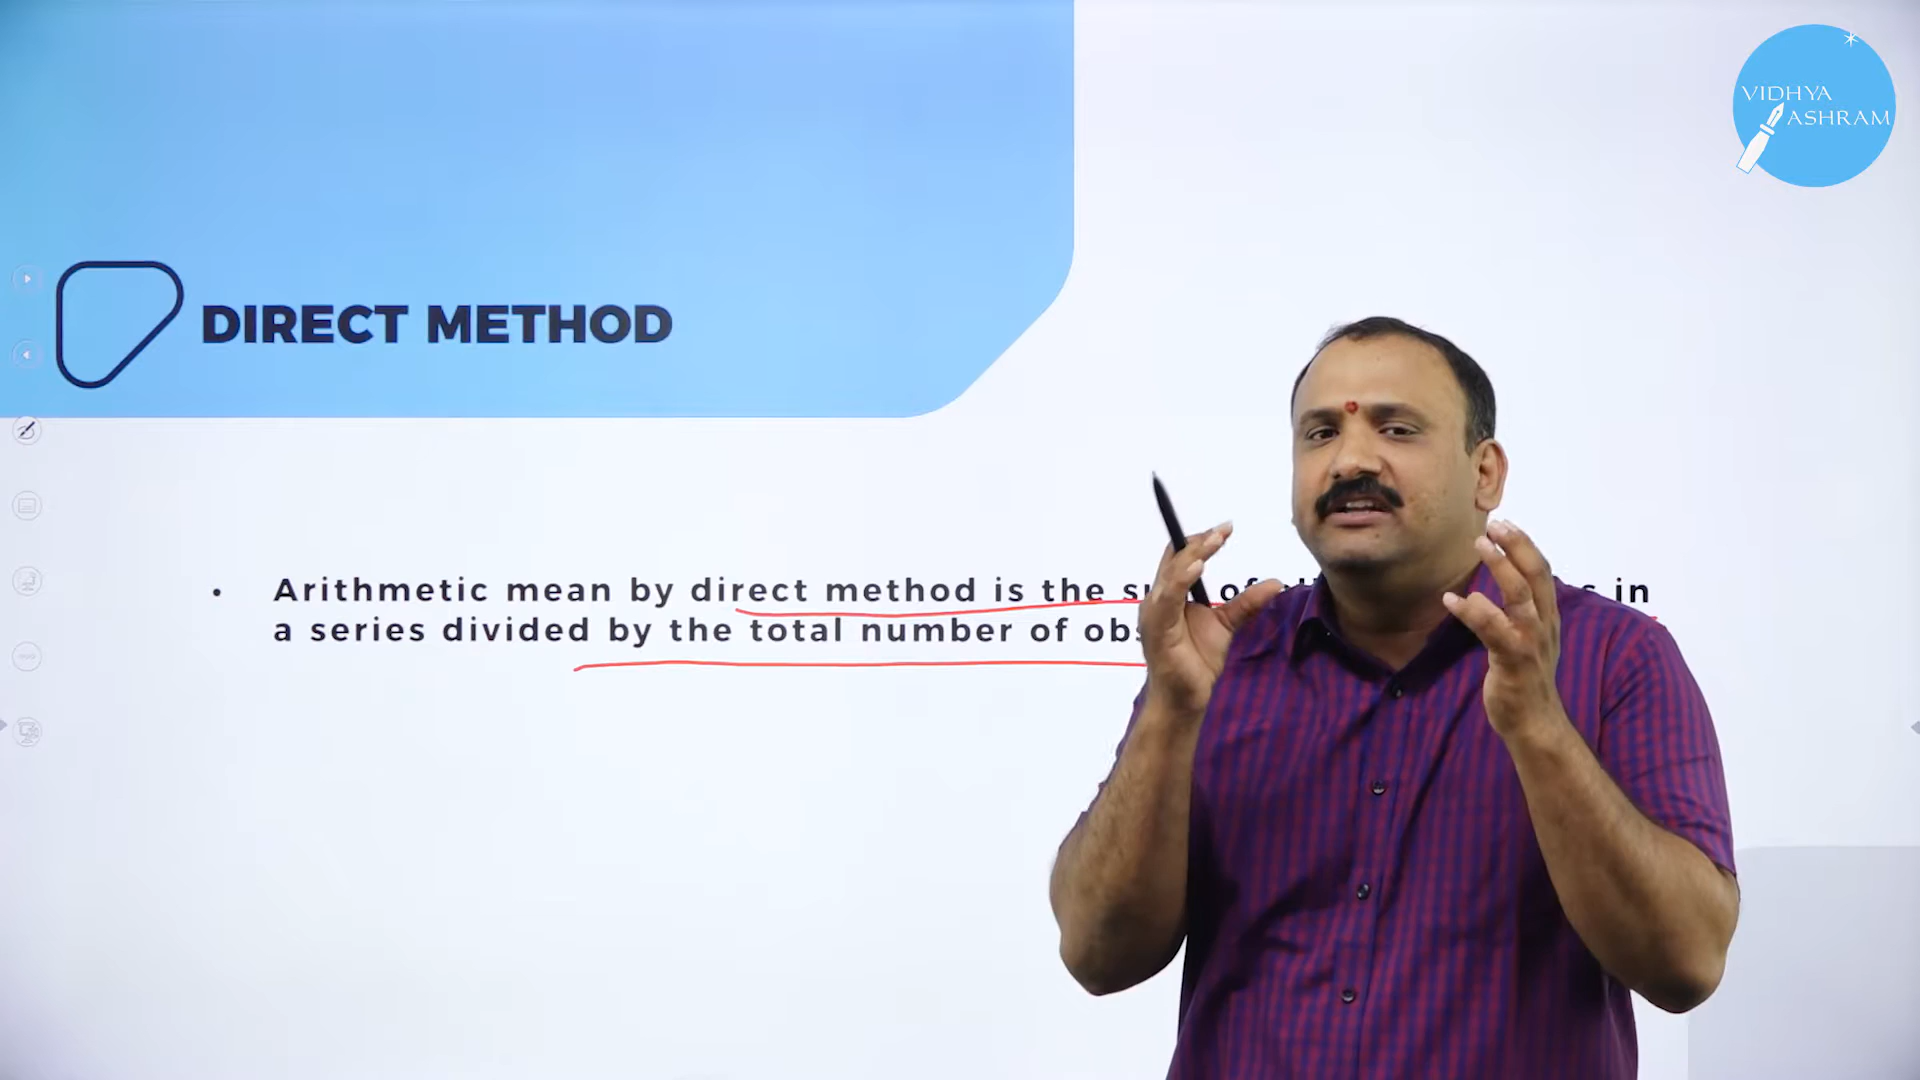 VIDHYA
ASHRAM
DIRECT METHOD
• Arithmetic mean by direct method is the of in
a series divided by the total number of